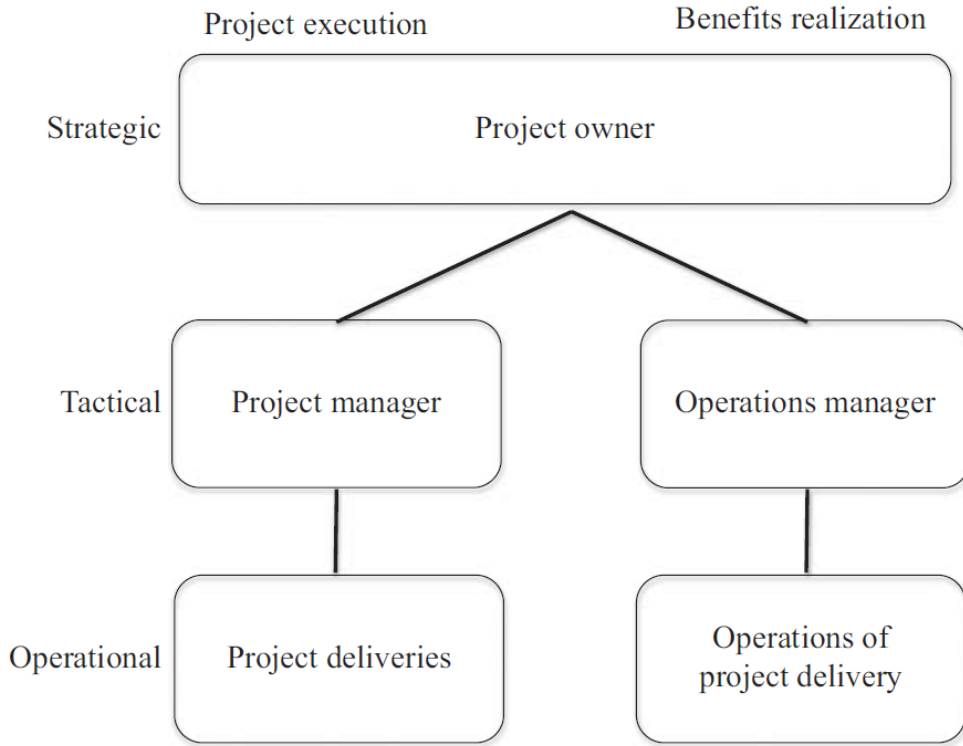 Project execution
Benefits realization
Strategic
Project owner
Tactical
Project manager
Operations manager
Operational
Project deliveries
Operations of
project delivery